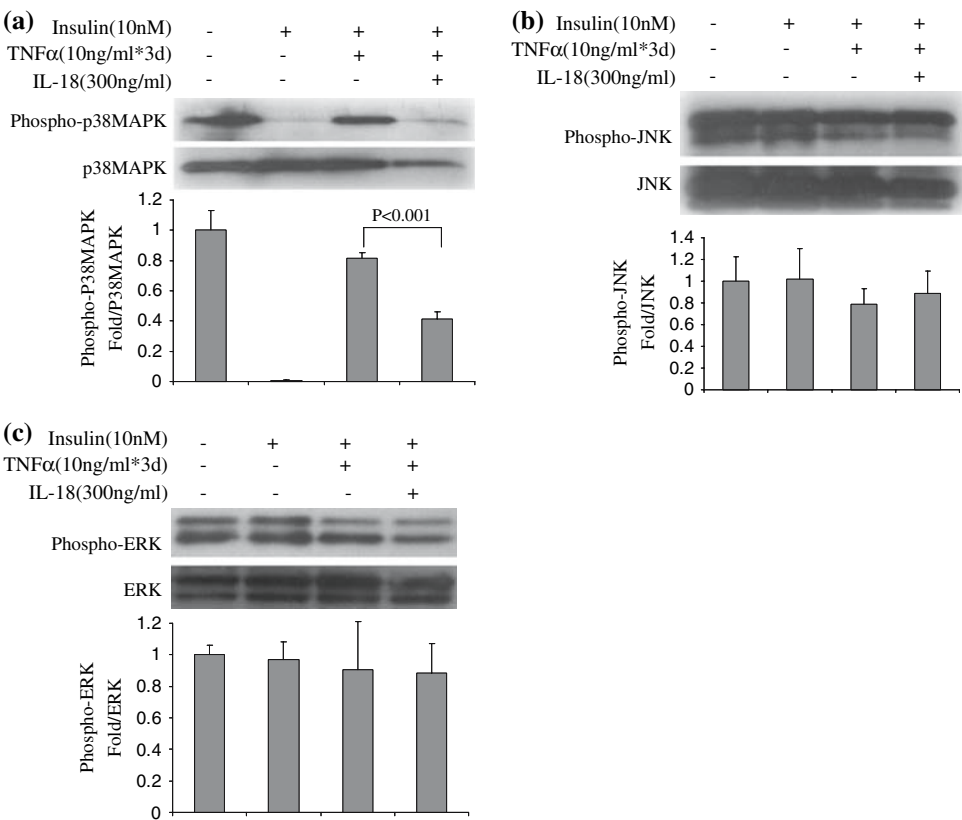 (a) Insulin(10nM) - + + +
TNFα(10ng/ml*3d) - - + +
IL-18(300ng/ml) - - - +
Phospho-p38MAPK
p38MAPK
Phospho-P38MAPK
Fold/P38MAPK
1.2
1
0.8
0.6
0.4
0.2
0
P<0.001
(b) Insulin(10nM) - + + +
TNFα(10ng/ml*3d) - - + +
IL-18(300ng/ml) - - - +
Phospho-JNK
JNK
Phospho-JNK
Fold/JNK
1.4
1.2
1
0.8
0.6
0.4
0.2
0
(c) Insulin(10nM) - + + +
TNFα(10ng/ml*3d) - - + +
IL-18(300ng/ml) - - - +
Phospho-ERK
ERK
Phospho-ERK
Fold/ERK
1.2
1
0.8
0.6
0.4
0.2
0